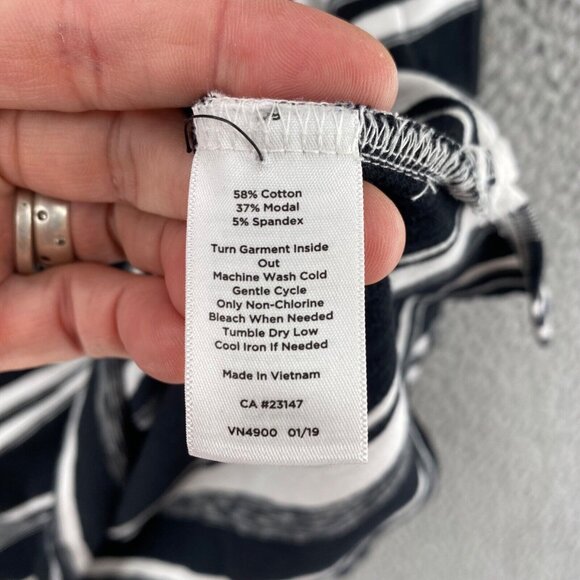 58% Cotton
37% Modal
5% Spandex
Turn Garment Inside
Out
Machine Wash Cold
Gentle Cycle
Only Non-Chlorine
Bleach When Needed
Tumble Dry Low
Cool Iron If Needed
Made In Vietnam
CA #23147
VN4900 01/19